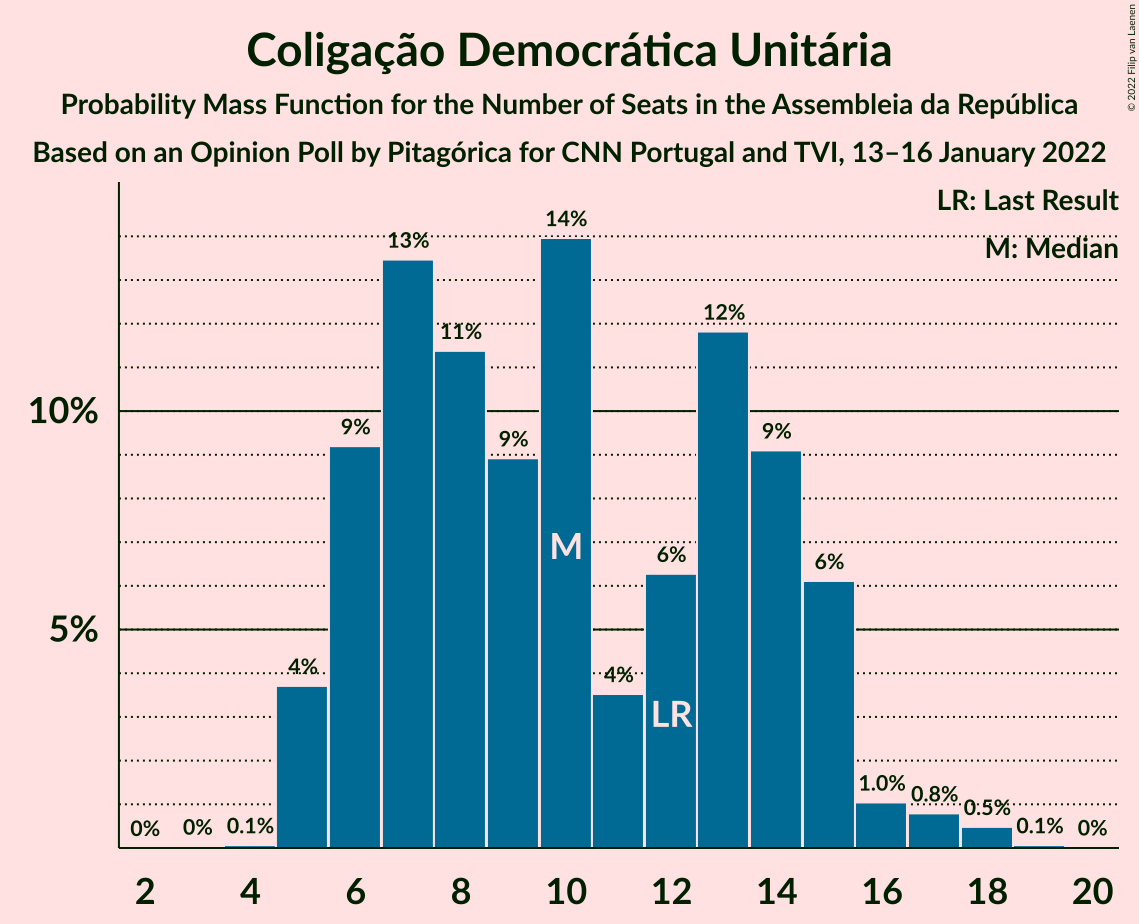 Coligação Democrática Unitária
Probability Mass Function for the Number of Seats in the Assembleia da República
Based on an Opinion Poll by Pitagórica for CNN Portugal and TVI, 13–16 January 2022
© 2022 Filip van Laenen
LR: Last Result
M: Median
10%
5%
0%
0%
0.1%
4%
9%
13%
11%
9%
14%
4%
6%
12%
9%
6%
1.0%
0.8%
0.5%
0.1%
0%
M
LR
2 4 6 8 10 12 14 16 18 20